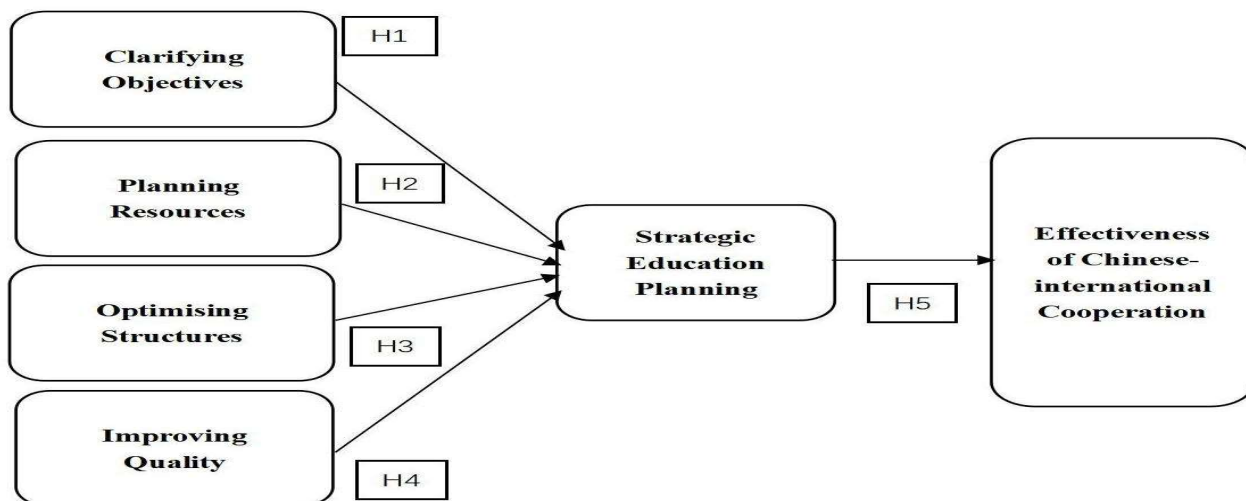 Clarifying
Objectives
H1
Planning
Resources
H2
Optimising
Structures
H3
Improving
Quality
H4
Strategic
Education
Planning
H5
Effectiveness
of Chinese-
international
Cooperation